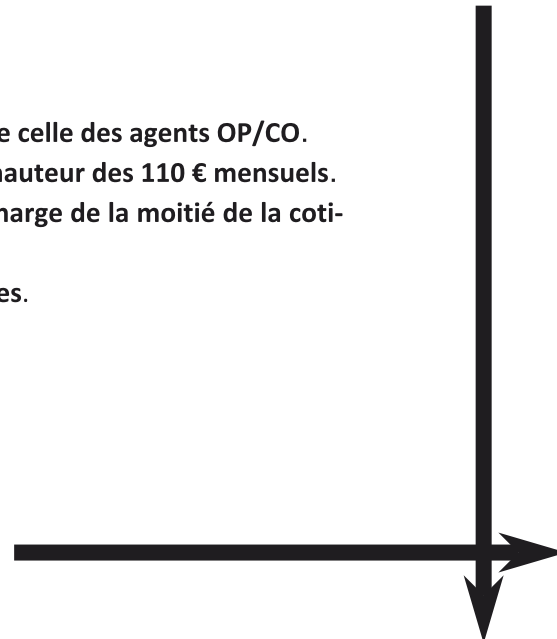 e celle des agents OP/CO.
hauteur des 110 € mensuels.
harge de la moitié de la coti-
es.